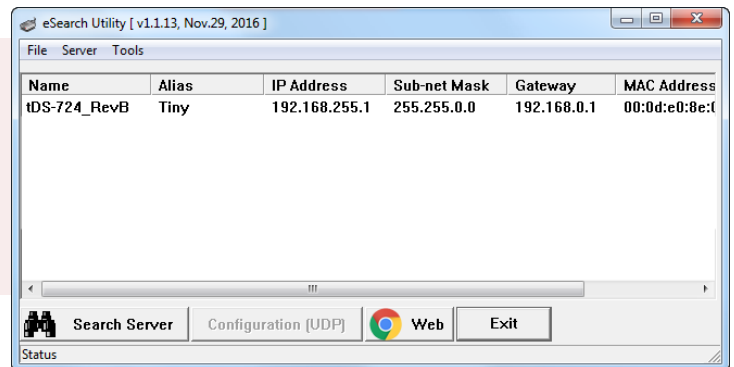 eSearch Utility [ v1.1.13, Nov.29, 2016 ]
File Server Tools
Name Alias IP Address Sub-net Mask Gateway MAC Address
tDS-724_RevB Tiny 192.168.255.1 255.255.0.0 192.168.0.1 00:0d:e0:8e:
Search Server Configuration (UDP) Web Exit
Status